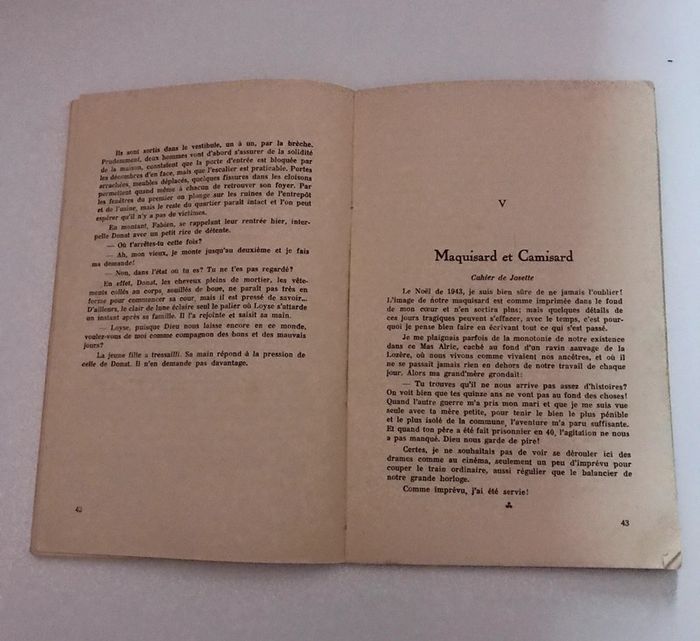 Ils sont sortis dans le vestibule, un à un, par la brèche.
Prudemment, deux hommes vont d'abord s'assurer de la solidité
de la maison, constatent que la porte d'entrée est bloquée par
les décombres d'en face, mais que l'escalier est praticable. Portes
arrachées, meubles déplacés, quelques fissures dans les cloisons
permettent quand même à chacun de retrouver son foyer. Par
les fenêtres du premier on plonge sur les ruines de l'entrepôt
et de l'usine, mais le reste du quartier paraît intact et l'on peut
espérer qu'il n'y a pas de victimes.
En montant, Fabien, se rappelant leur rentrée hier, inter-
pelle Donat avec un petit rire de détente.
— Où t'arrêtes-tu cette fois?
— Ah, mon vieux, je monte jusqu'au deuxième et je fais
ma demande!
— Non, dans l'état où tu es? Tu ne t'es pas regardé?
En effet, Donat, les cheveux pleins de mortier, les vête-
ments collés au corps, souillés de boue, ne paraît pas très en
forme pour commencer sa cour, mais il est pressé de savoir...
D'ailleurs, le clair de lune éclaire seul le palier où Loyse s'attarde
un instant après sa famille. Il l'a rejointe et saisit sa main.
— Loyse, puisque Dieu nous laisse encore en ce monde,
voulez-vous de moi comme compagnon des bons et des mauvais
jours?
La jeune fille a tressailli. Sa main répond à la pression de
celle de Donat. Il n'en demande pas davantage.
42
V
Maquisard et Camisard
Cahier de Josette
Le Noël de 1943, je suis bien sûre de ne jamais l'oublier!
L'image de notre maquisard est comme imprimée dans le fond
de mon cœur et n'en sortira plus; mais quelques détails de
ces jours tragiques peuvent s'effacer, avec le temps, c'est pour-
quoi je pense bien faire en écrivant tout ce qui s'est passé.
Je me plaignais parfois de la monotonie de notre existence
dans ce Mas Alric, caché au fond d'un ravin sauvage de la
Lozère, où nous vivons comme vivaient nos ancêtres, et où il
ne se passait jamais rien en dehors de notre travail de chaque
jour. Alors ma grand'mère grondait:
— Tu trouves qu'il ne nous arrive pas assez d'histoires?
On voit bien que tes quinze ans ne vont pas au fond des choses!
Quand l'autre guerre m'a pris mon mari et que je me suis vue
seule avec ta mère petite, pour tenir le bien le plus pénible
et le plus isolé de la commune, l'aventure m'a paru suffisante.
Et quand ton père a été fait prisonnier en 40, l'agitation ne nous
a pas manqué. Dieu nous garde de pire!
Certes, je ne souhaitais pas de voir se dérouler ici des
drames comme au cinéma, seulement un peu d'imprévu pour
couper le train ordinaire, aussi régulier que le balancier de
notre grande horloge.
Comme imprévu, j'ai été servie!
43